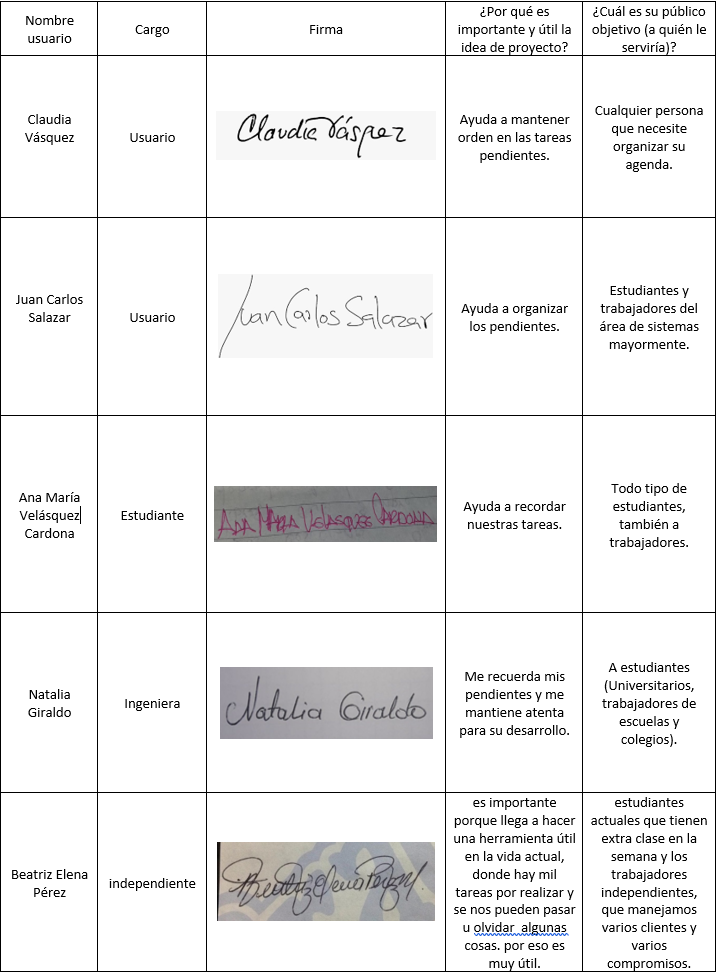 Nombre
usuario
Cargo
Firma
¿Por qué es
importante y útil la
idea de proyecto?
¿Cuál es su público
objetivo (a quién le
serviría)?
Claudia
Vásquez
Usuario
Claudia Vásquez
Ayuda a mantener
orden en las tareas
pendientes.
Cualquier persona
que necesite
organizar su
agenda.
Juan Carlos
Salazar
Usuario
Juan Carlos Salazar
Ayuda a organizar
los pendientes.
Estudiantes y
trabajadores del
área de sistemas
mayormente.
Ana María
Velásquez
Cardona
Estudiante
ANA MARIA VELASQUEZ CARDONA
Ayuda a recordar
nuestras tareas.
Todo tipo de
estudiantes,
también a
trabajadores.
Natalia
Giraldo
Ingeniera
Natalia Giraldo
Me recuerda mis
pendientes y me
mantiene atenta
para su desarrollo.
A estudiantes
(Universitarios,
trabajadores de
escuelas y
colegios).
Beatriz Elena
Pérez
independiente
Beatriz Elena Perez
es importante
porque llega a hacer
una herramienta útil
en la vida actual,
donde hay mil
tareas por realizar y
se nos pueden pasar
u olvidar algunas
cosas. por eso es
muy útil.
estudiantes
actuales que tienen
extra clase en la
semana y los
trabajadores
independientes,
que manejamos
varios clientes y
varios
compromisos.